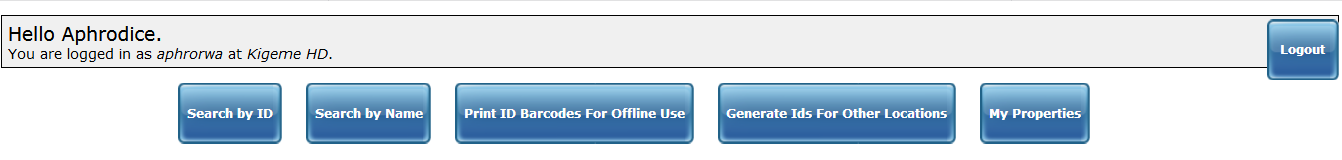 Hello Aphrodice.
You are logged in as aphrorwa at Kigeme HD.
Logout
Search by ID
Search by Name
Print ID Barcodes For Offline Use
Generate Ids For Other Locations
My Properties